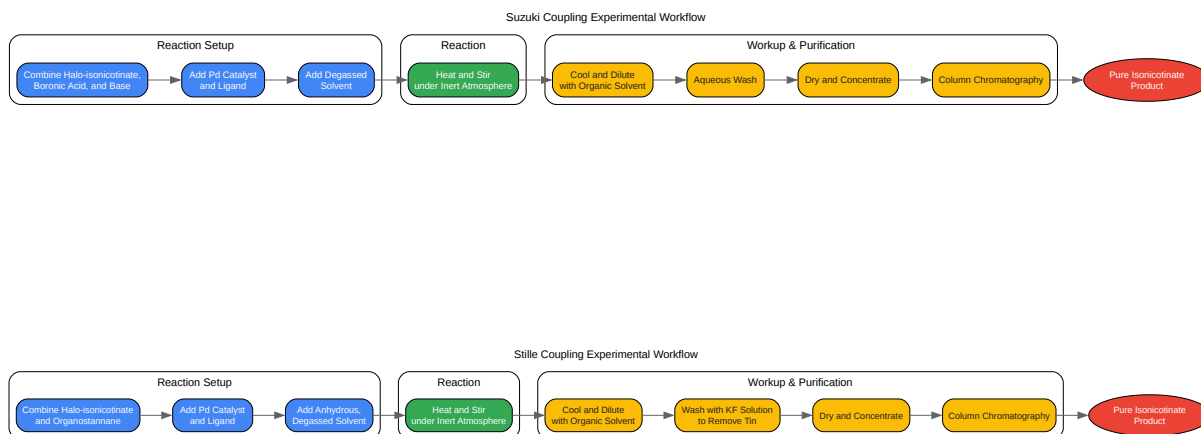 Suzuki Coupling Experimental Workflow
Reaction Setup
Combine Halo-isonicotinate,
Boronic Acid, and Base
Add Pd Catalyst
and Ligand
Add Degassed
Solvent
Reaction
Heat and Stir
under Inert Atmosphere
Workup & Purification
Cool and Dilute
with Organic Solvent
Aqueous Wash
Dry and Concentrate
Column Chromatography
Pure Isonicotinate
Product
Stille Coupling Experimental Workflow
Reaction Setup
Combine Halo-isonicotinate
and Organostannane
Add Pd Catalyst
and Ligand
Add Anhydrous,
Degassed Solvent
Reaction
Heat and Stir
under Inert Atmosphere
Workup & Purification
Cool and Dilute
with Organic Solvent
Wash with KF Solution
to Remove Tin
Dry and Concentrate
Column Chromatography
Pure Isonicotinate
Product